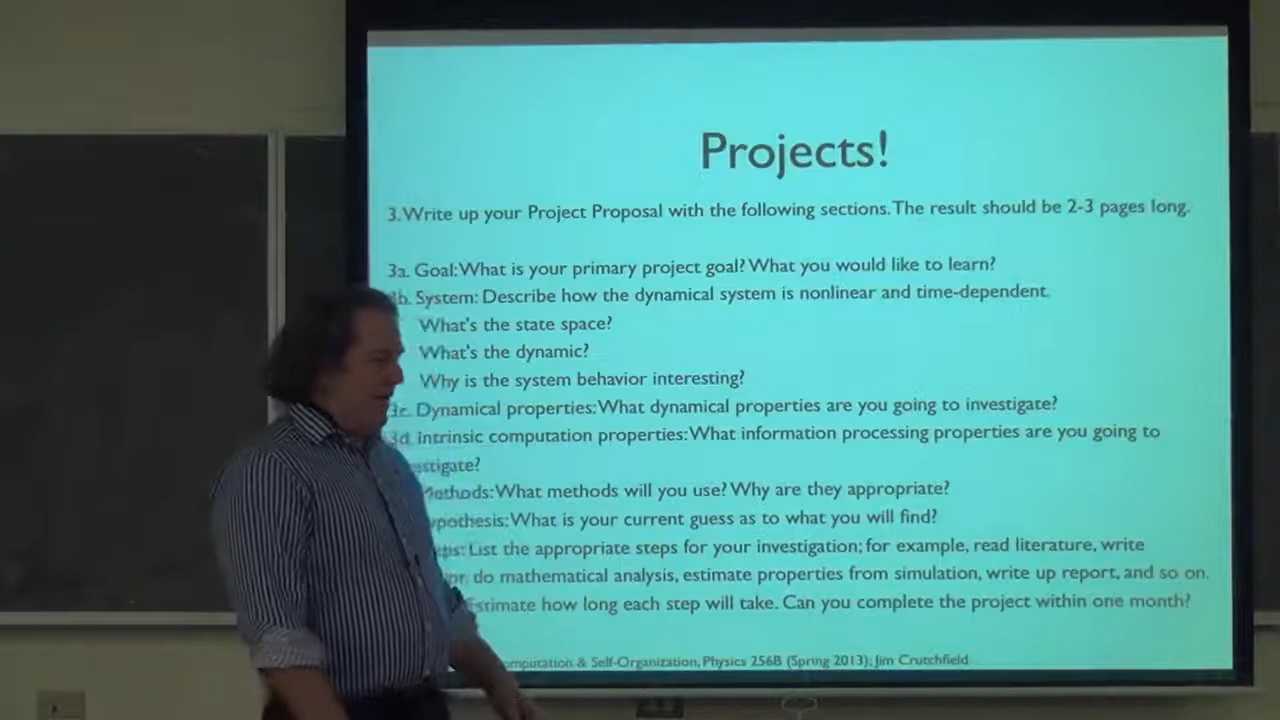 Projects!
3. Write up your Project Proposal with the following sections. The result should be 2-3 pages long.
3a. Goal: What is your primary project goal? What you would like to learn?
3b. System: Describe how the dynamical system is nonlinear and time-dependent.
What's the state space?
What's the dynamic?
Why is the system behavior interesting?
3c. Dynamical properties: What dynamical properties are you going to investigate?
3d. Intrinsic computation properties: What information processing properties are you going to
stigate?
Methods: What methods will you use? Why are they appropriate?
ypothesis: What is your current guess as to what you will find?
eps: List the appropriate steps for your investigation; for example, read literature, write
or, do mathematical analysis, estimate properties from simulation, write up report, and so on.
Estimate how long each step will take. Can you complete the project within one month?
omputation & Self-Organization, Physics 256B (Spring 2013); Jim Crutchfield